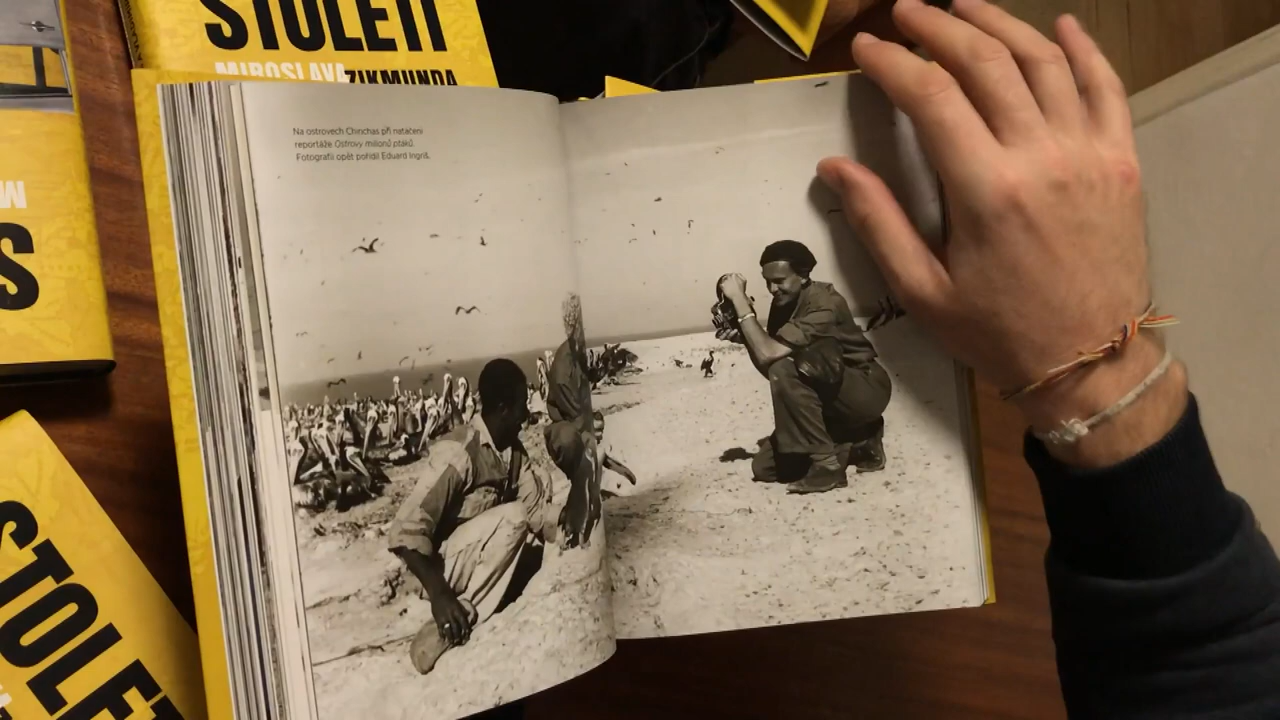 STOLETÍ
MIROSLAVA ZIKMUNDA
Na ostrovech Chinchas při natáčení
reportáže Ostrovy milionů ptáků.
Fotografii opět pořídil Eduard Ingriš.
M
S
STOLET